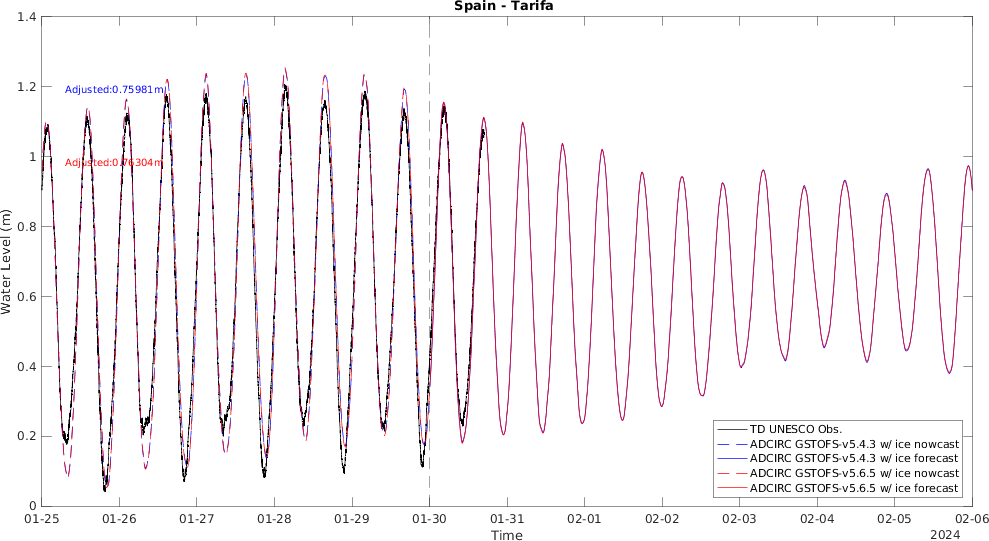 Spain - Tarifa
1.4
1.2
1
0.8
0.6
0.4
0.2
0
Water Level (m)
Adjusted:0.75981m
Adjusted:0.76304m
TD UNESCO Obs.
ADCIRC GSTOFS-v5.4.3 w/ ice nowcast
ADCIRC GSTOFS-v5.4.3 w/ ice forecast
ADCIRC GSTOFS-v5.6.5 w/ ice nowcast
ADCIRC GSTOFS-v5.6.5 w/ ice forecast
01-25 01-26 01-27 01-28 01-29 01-30 01-31 02-01 02-02 02-03 02-04 02-05 02-06
Time
2024